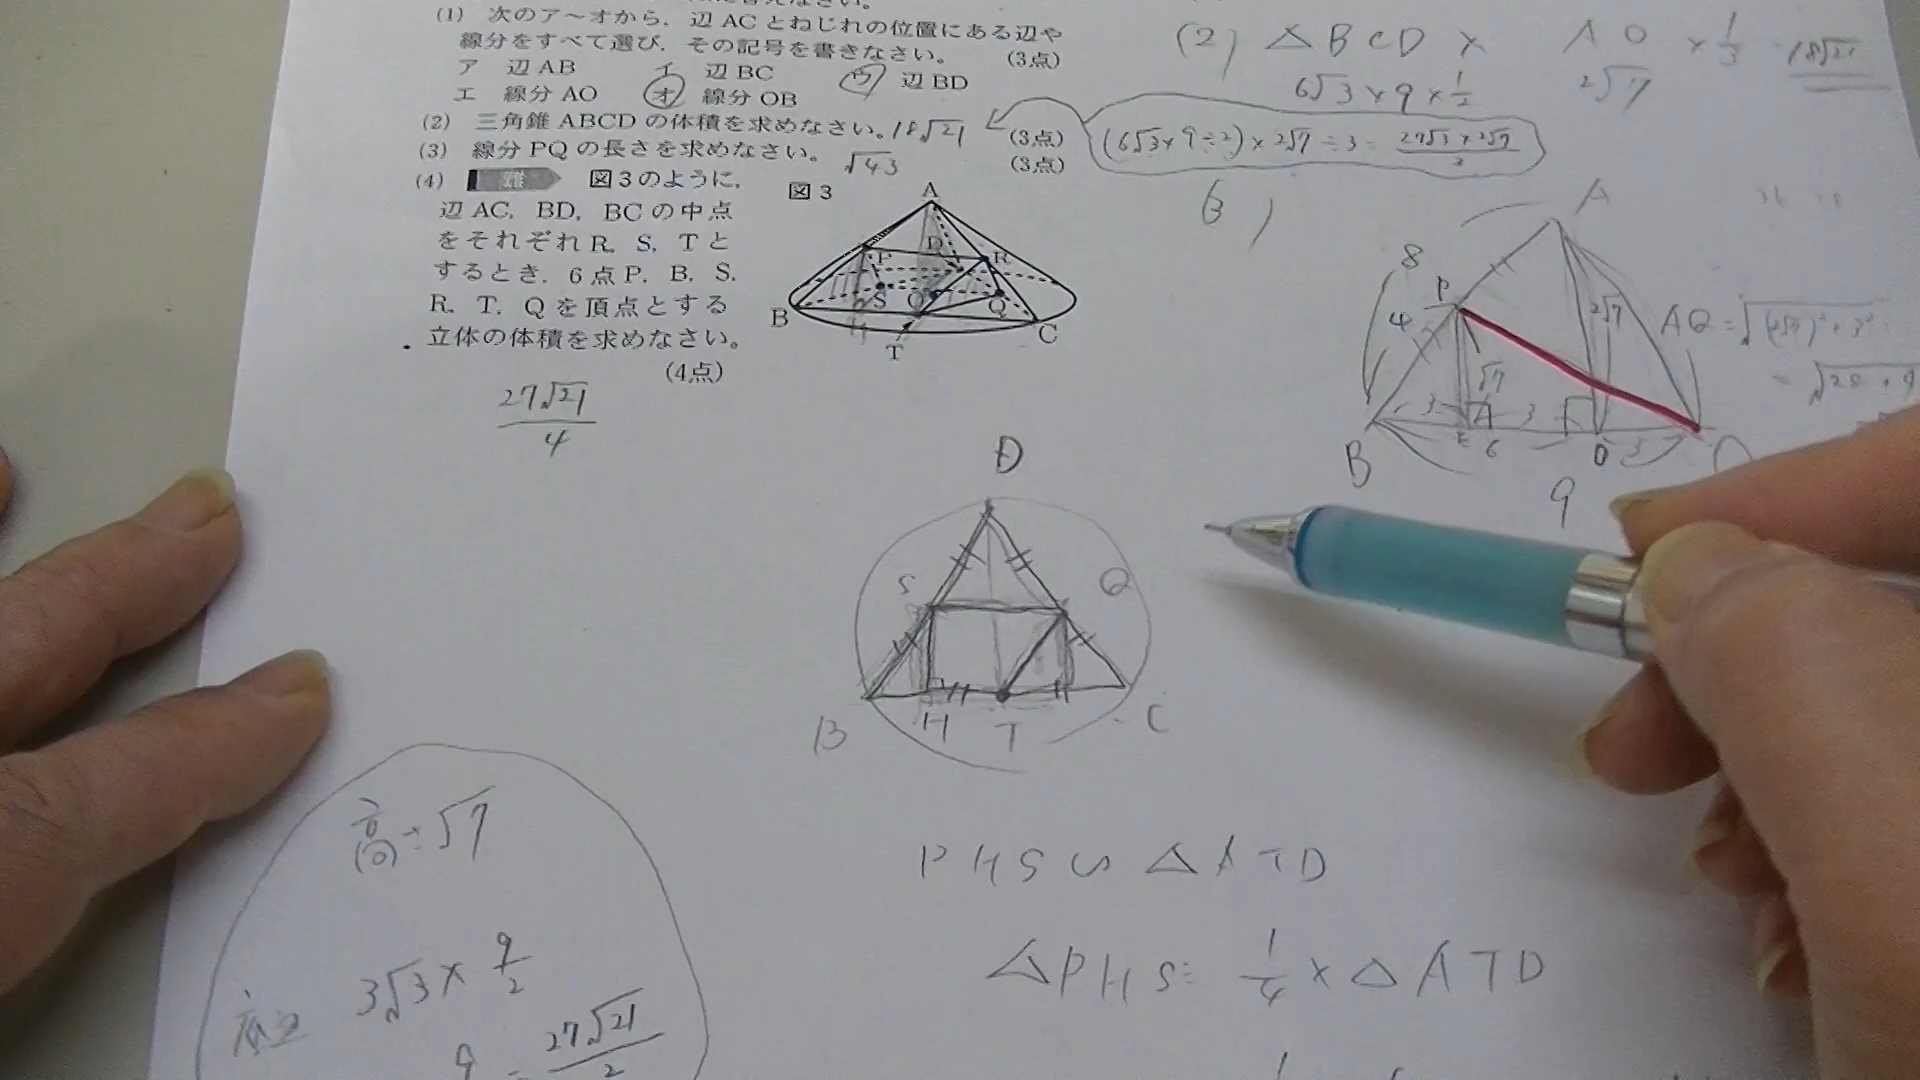 (1) 次のア〜オから，辺ACとねじれの位置にある辺や
線分をすべて選び，その記号を書きなさい。 (3点)
ア 辺AB イ 辺BC ウ 辺BD
エ 線分AO オ 線分OB
(2) 三角錐ABCDの体積を求めなさい。 18√21 (3点)
(3) 線分PQの長さを求めなさい。 √43 (3点)
(4) 難 図3のように，
辺AC，BD，BCの中点
をそれぞれR，S，Tと
するとき，6点P，B，S，
R，T，Qを頂点とする
立体の体積を求めなさい。
(4点)
27√21/4
図3
A
D
P
R
S
O
Q
B
H
C
T
(2) △BCD × AO × 1/3 18√21
6√3×9×1/2 2√7
(6√3×9÷2)×2√7÷3=
A
8
P
4
2√7
√7
3
3
6
O
3
B
9
AQ=
D
S
Q
B
H
T
C
PHS∽△ATD
△PHS=1/4×△ATD
高→√7
3√3×9/2
27√21/2